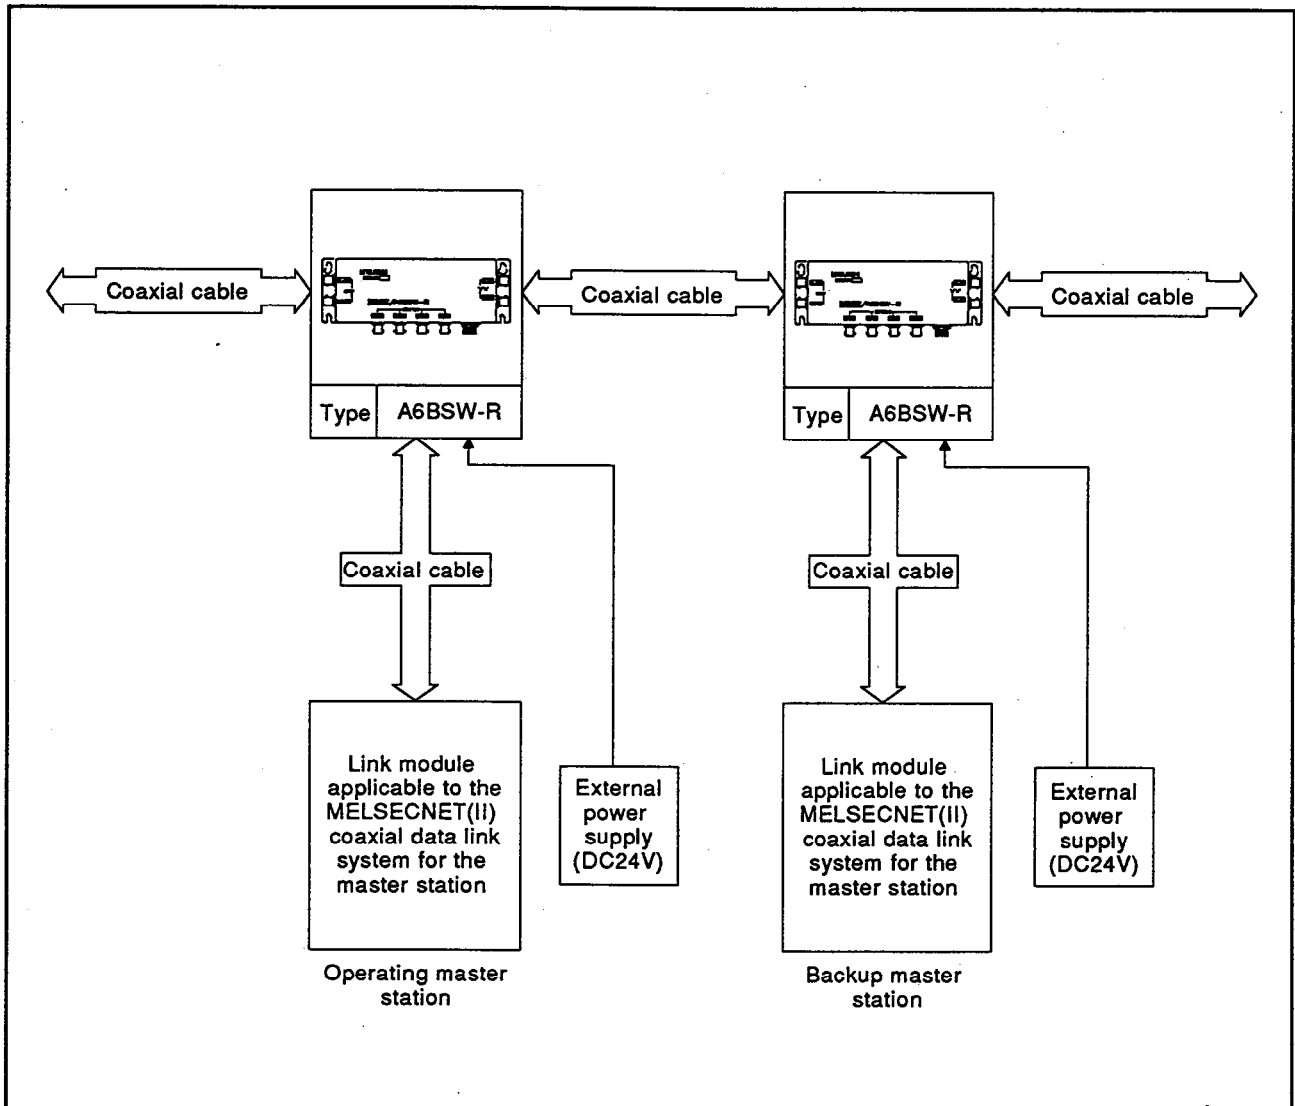 Coaxial cable
Coaxial cable
Coaxial cable
Type
A6BSW-R
Type
A6BSW-R
Coaxial cable
Coaxial cable
Link module
applicable to the
MELSECNET(II)
coaxial data link
system for the
master station
External
power
supply
(DC24V)
Link module
applicable to the
MELSECNET(II)
coaxial data link
system for the
master station
External
power
supply
(DC24V)
Operating master
station
Backup master
station